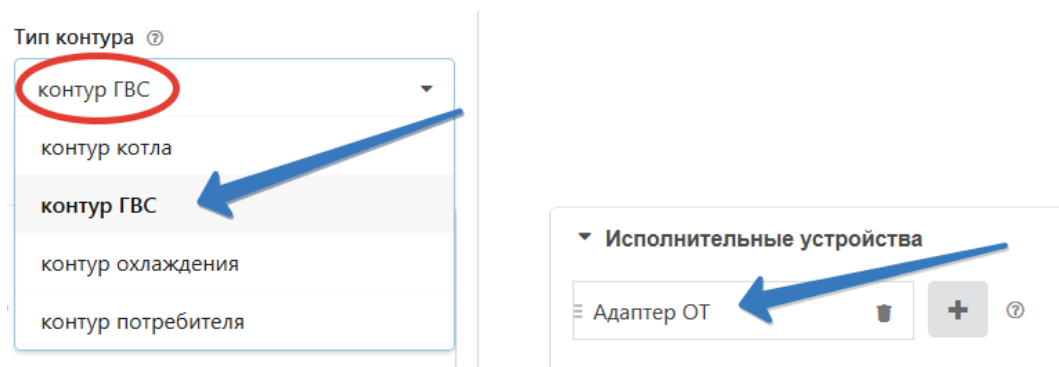 Тип контура
контур ГВС
контур котла
контур ГВС
контур охлаждения
контур потребителя
Исполнительные устройства
Адаптер ОТ